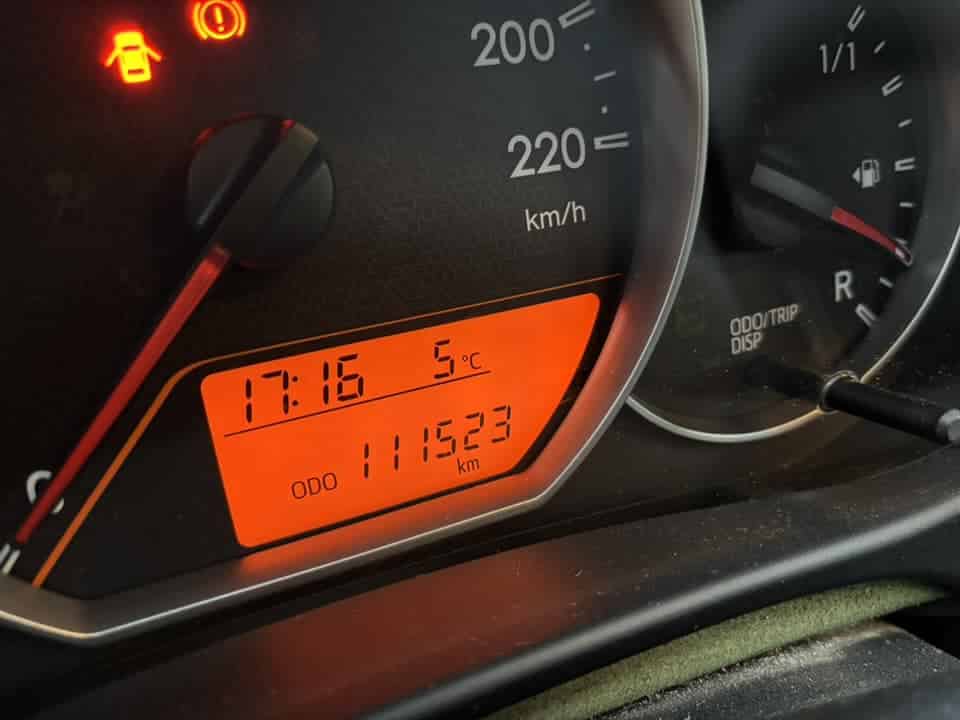 200
220
km/h
1/1
R
ODO/TRIP
DISP
17:16 5°C
ODO 111523 km